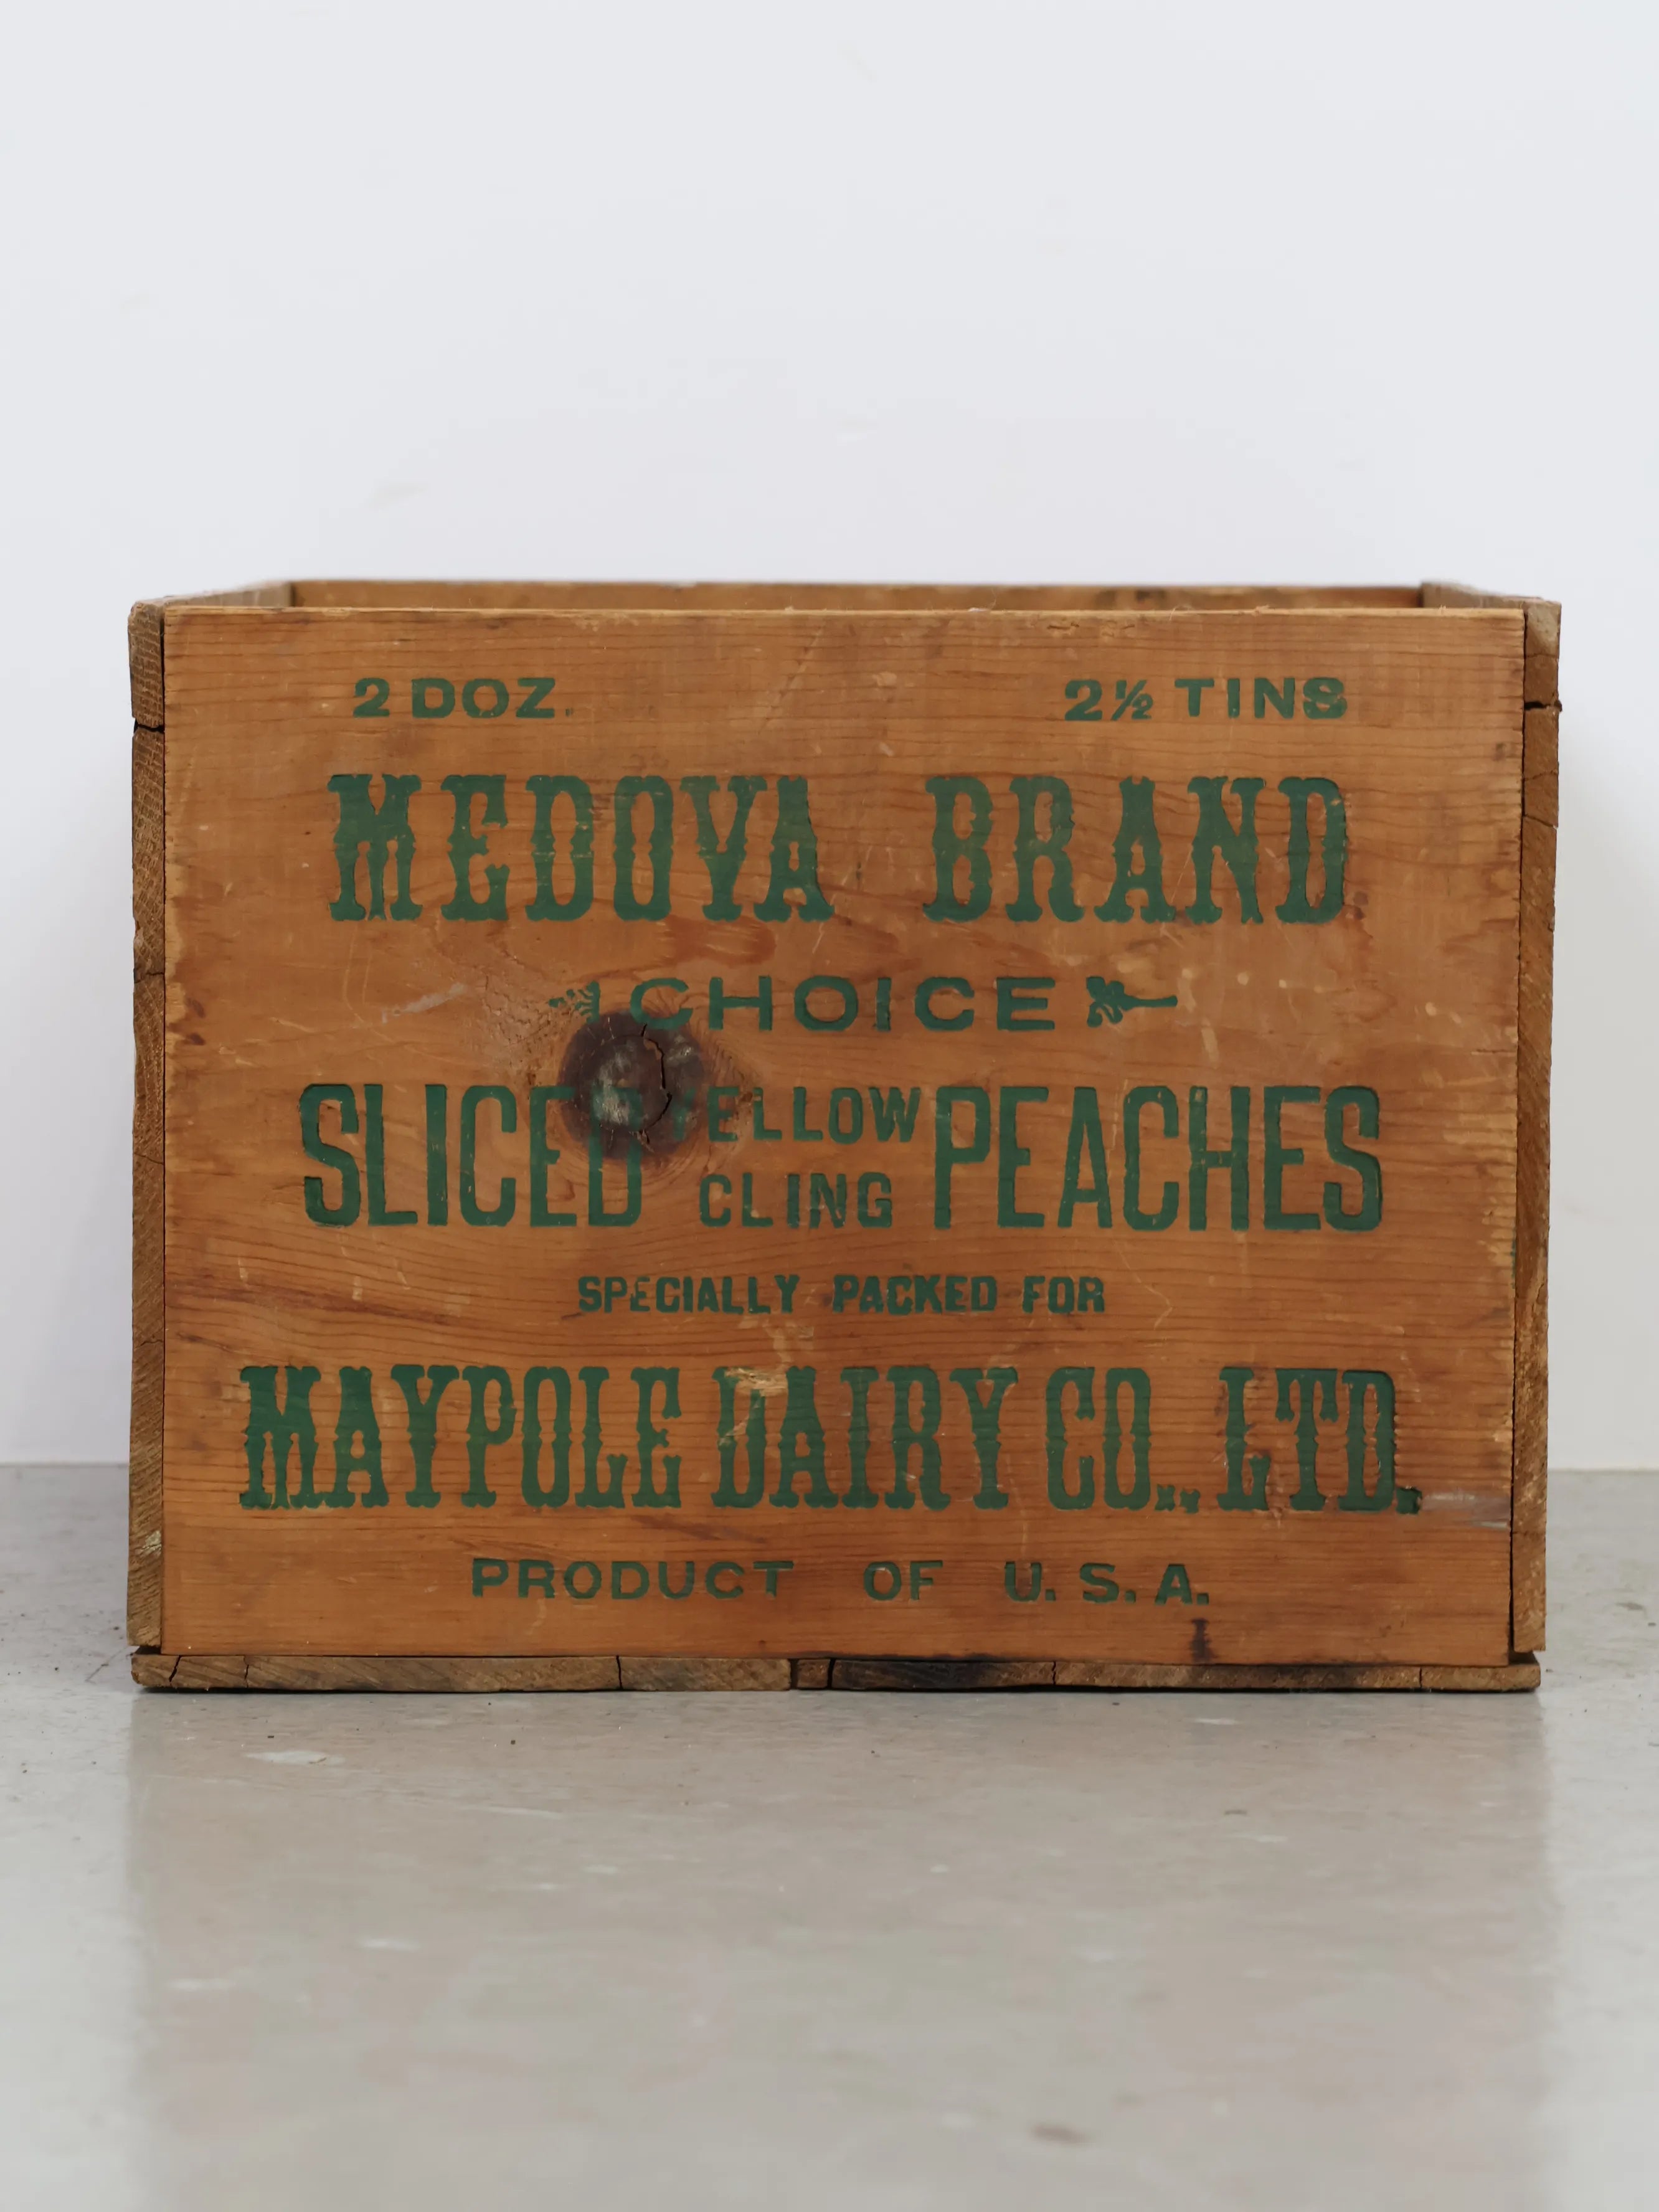 2 DOZ. 2½ TINS
MEDOVA BRAND
CHOICE
SLICED YELLOW CLING PEACHES
SPECIALLY PACKED FOR
MAYPOLE DAIRY CO., LTD.
PRODUCT OF U.S.A.